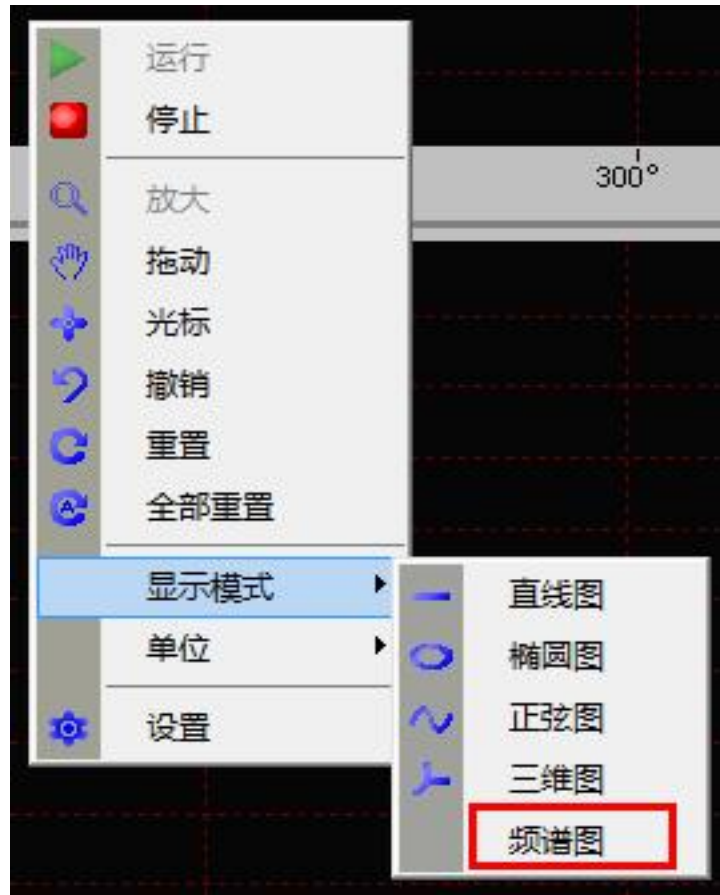 运行
停止
300°
放大
拖动
光标
撤销
重置
A
全部重置
显示模式
单位
设置
直线图
椭圆图
正弦图
三维图
频谱图